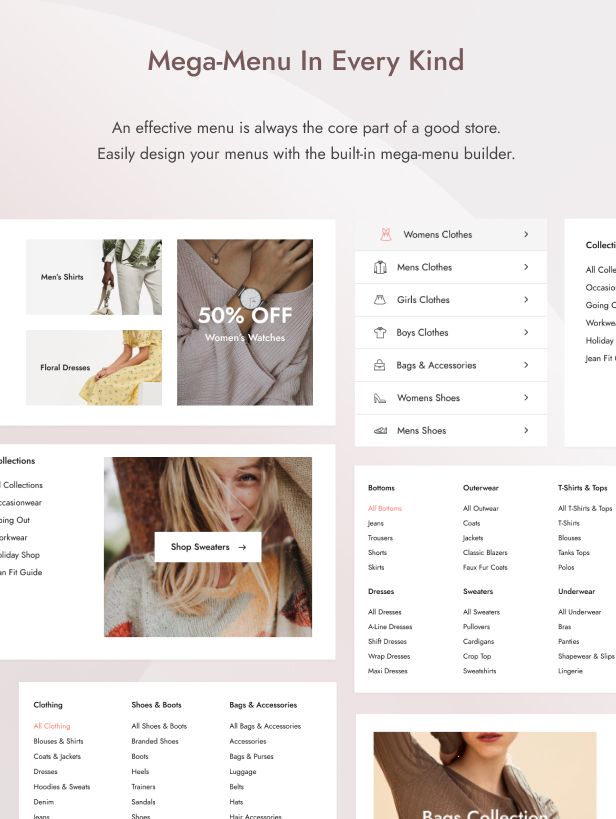 Mega-Menu In Every Kind
An effective menu is always the core part of a good store.
Easily design your menus with the built-in mega-menu builder.
Men's Shirts
Floral Dresses
50% OFF
Women's Watches
Womens Clothes
Mens Clothes
Girls Clothes
Boys Clothes
Bags & Accessories
Womens Shoes
Mens Shoes
Collecti
All Colle
Occasio
Going O
Workwe
Holiday
Jean Fit
ollections
l Collections
ccasionwear
oing Out
orkwear
oliday Shop
an Fit Guide
Shop Sweaters
Bottoms
All Bottoms
Jeans
Trousers
Shorts
Skirts
Outerwear
All Outwear
Coats
Jackets
Classic Blazers
Faux Fur Coats
T-Shirts & Tops
All T-Shirts & Tops
T-Shirts
Blouses
Tanks Tops
Polos
Dresses
All Dresses
A-Line Dresses
Shift Dresses
Wrap Dresses
Maxi Dresses
Sweaters
All Sweaters
Pullovers
Cardigans
Crop Top
Sweatshirts
Underwear
All Underwear
Bras
Panties
Shapewear & Slips
Lingerie
Clothing
All Clothing
Blouses & Shirts
Coats & Jackets
Dresses
Hoodies & Sweats
Denim
Jeans
Shoes & Boots
All Shoes & Boots
Branded Shoes
Boots
Heels
Trainers
Sandals
Shoes
Bags & Accessories
All Bags & Accessories
Accessories
Bags & Purses
Luggage
Belts
Hats
Hair Accessories
Bags Collection